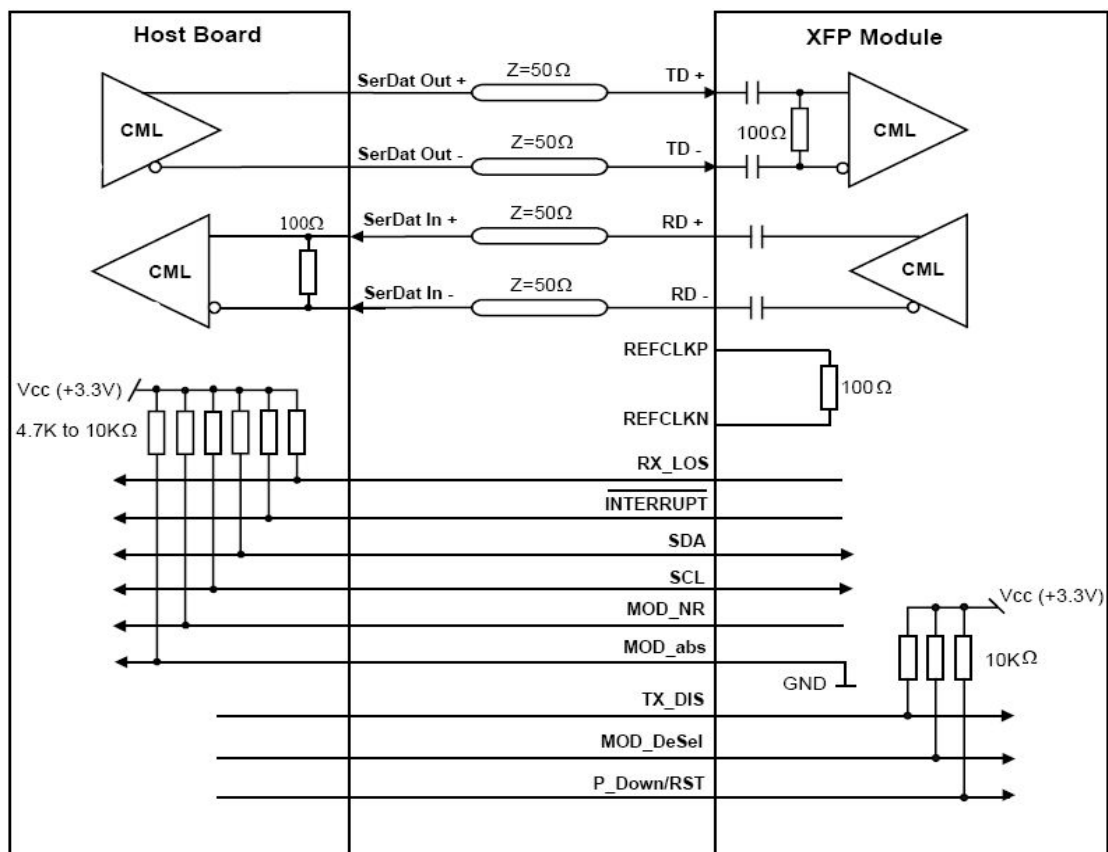 Host Board
XFP Module
SerDat Out +
Z=50Ω
TD +
CML
100Ω
CML
SerDat Out -
Z=50Ω
TD -
100Ω
SerDat In +
Z=50Ω
RD +
CML
CML
SerDat In -
Z=50Ω
RD -
REFCLKP
100Ω
REFCLKN
Vcc (+3.3V)
4.7K to 10KΩ
RX_LOS
INTERRUPT
SDA
SCL
MOD_NR
Vcc (+3.3V)
MOD_abs
10KΩ
GND
TX_DIS
MOD_DeSel
P_Down/RST